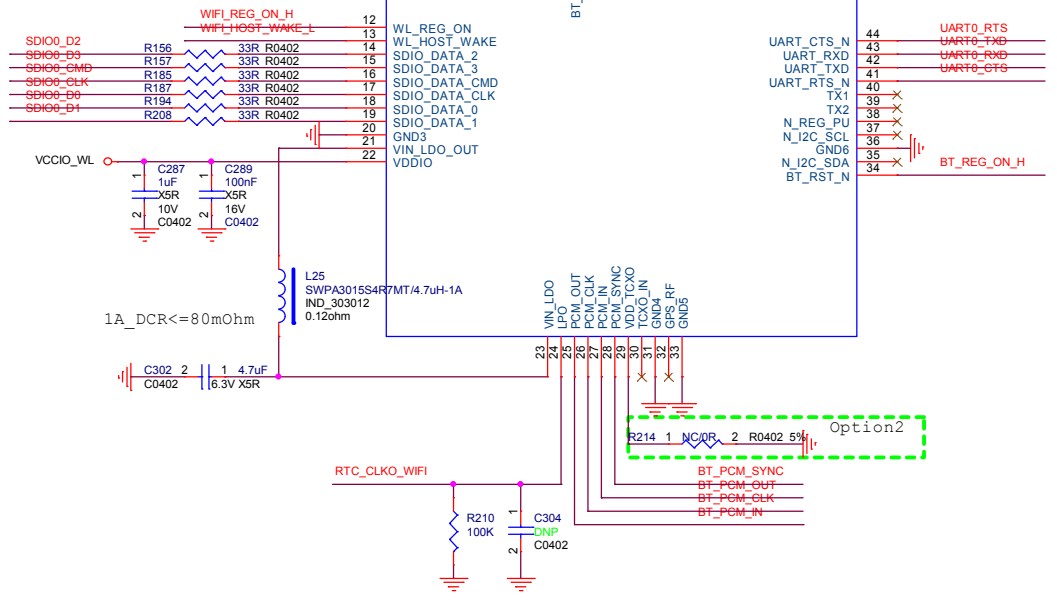 BT_
WIFI_REG_ON_H
WIFI_HOST_WAKE_L
SDIO0_D2
SDIO0_D3
SDIO0_CMD
SDIO0_CLK
SDIO0_D0
SDIO0_D1
R156 33R R0402
R157 33R R0402
R185 33R R0402
R187 33R R0402
R194 33R R0402
R208 33R R0402
12 WL_REG_ON
13 WL_HOST_WAKE
14 SDIO_DATA_2
15 SDIO_DATA_3
16 SDIO_DATA_CMD
17 SDIO_DATA_CLK
18 SDIO_DATA_0
19 SDIO_DATA_1
20 GND3
21 VIN_LDO_OUT
22 VDDIO
UART_CTS_N 44
UART_RXD 43
UART_TXD 42
UART_RTS_N 41
TX1 40
TX2 39
N_REG_PU 38
N_I2C_SCL 37
GND6 36
N_I2C_SDA 35
BT_RST_N 34
UART0_RTS
UART0_TXD
UART0_RXD
UART0_CTS
BT_REG_ON_H
VCCIO_WL
1 2
C287
1uF
X5R
10V
C0402
1 2
C289
100nF
X5R
16V
C0402
L25
SWPA3015S4R7MT/4.7uH-1A
IND_303012
0.12ohm
1A_DCR<=80mOhm
C302 2 1 4.7uF
C0402 6.3V X5R
VIN_LDO 23
LPO 24
PCM_OUT 25
PCM_CLK 26
PCM_IN 27
PCM_SYNC 28
VDD_TCXO 29
TCXO_IN 30
GND4 31
GPS_RF 32
GND5 33
Option2
R214 1 NC/0R 2 R0402 5%
RTC_CLKO_WIFI
BT_PCM_SYNC
BT_PCM_OUT
BT_PCM_CLK
BT_PCM_IN
R210
100K
1 2
C304
DNP
C0402